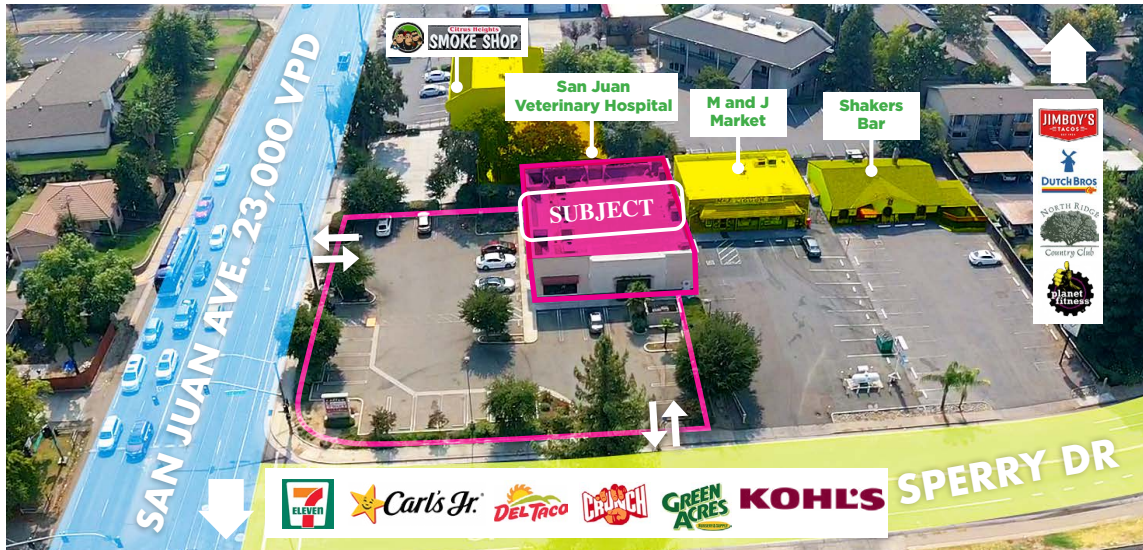 Citrus Heights
SMOKE SHOP
San Juan
Veterinary Hospital
M and J
Market
Shakers
Bar
JIMBOY'S
TACOS
DUTCH BROS
NORTH RIDGE
Country Club
planet
fitness
SUBJECT
SAN JUAN AVE. 23,000 VPD
SPERRY DR
7
ELEVEN
Carl's Jr.
DEL TACO
CRUNCH
GREEN
ACRES
NURSERY & SUPPLY
KOHL'S